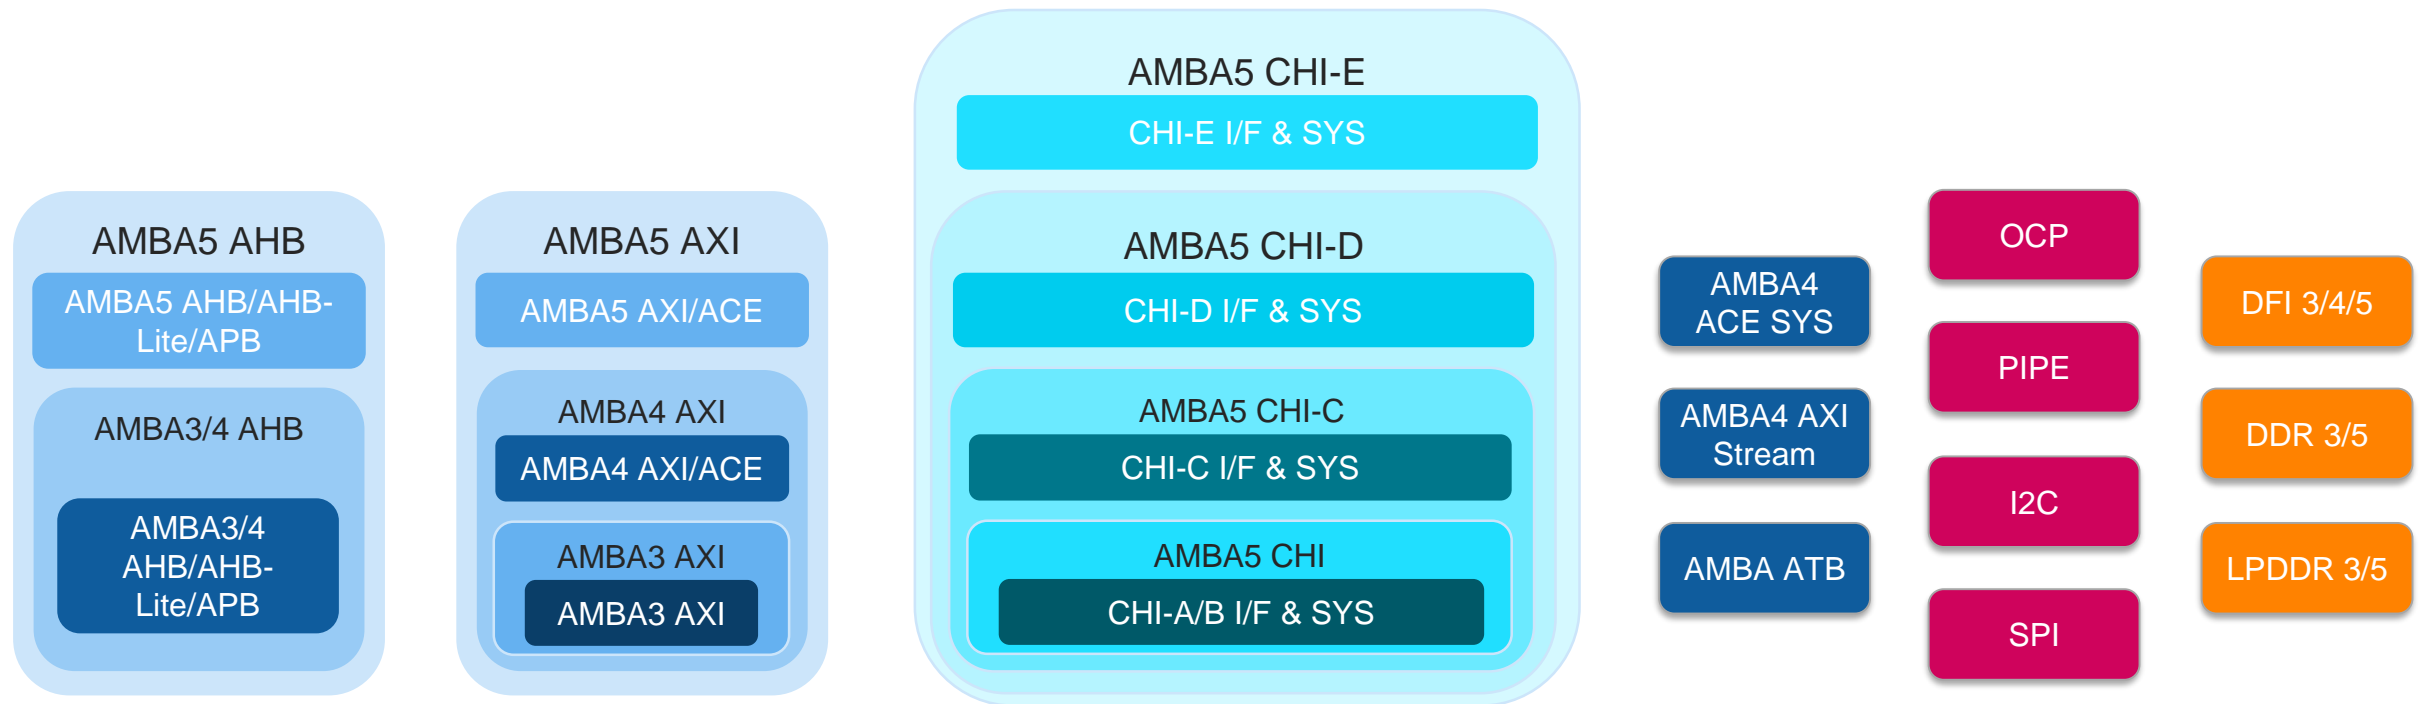 AMBA5 AHB
AMBA5 AHB/AHB-
Lite/APB
AMBA3/4 AHB
AMBA3/4
AHB/AHB-
Lite/APB
AMBA5 AXI
AMBA5 AXI/ACE
AMBA4 AXI
AMBA4 AXI/ACE
AMBA3 AXI
AMBA3 AXI
AMBA5 CHI-E
CHI-E I/F & SYS
AMBA5 CHI-D
CHI-D I/F & SYS
AMBA5 CHI-C
CHI-C I/F & SYS
AMBA5 CHI
CHI-A/B I/F & SYS
AMBA4
ACE SYS
AMBA4 AXI
Stream
AMBA ATB
OCP
PIPE
I2C
SPI
DFI 3/4/5
DDR 3/5
LPDDR 3/5